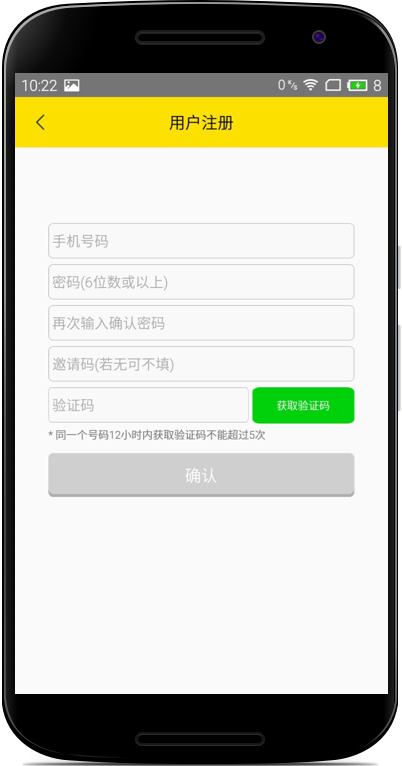 10:22
0 K/s
8
用户注册
手机号码
密码(6位数或以上)
再次输入确认密码
邀请码(若无可不填)
验证码
获取验证码
* 同一个号码12小时内获取验证码不能超过5次
确认